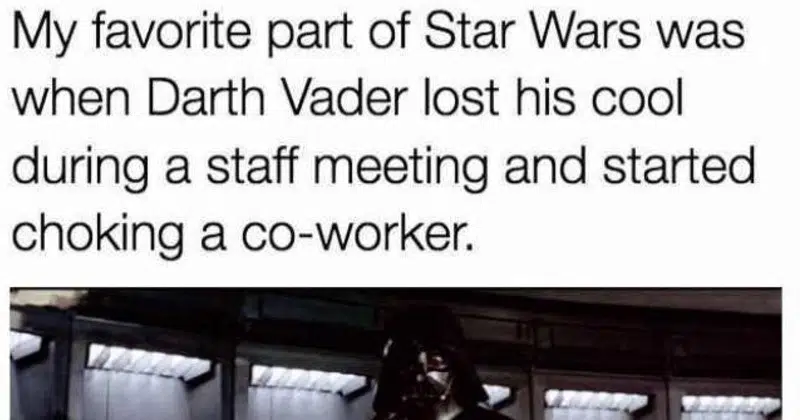 My favorite part of Star Wars was
when Darth Vader lost his cool
during a staff meeting and started
choking a co-worker.